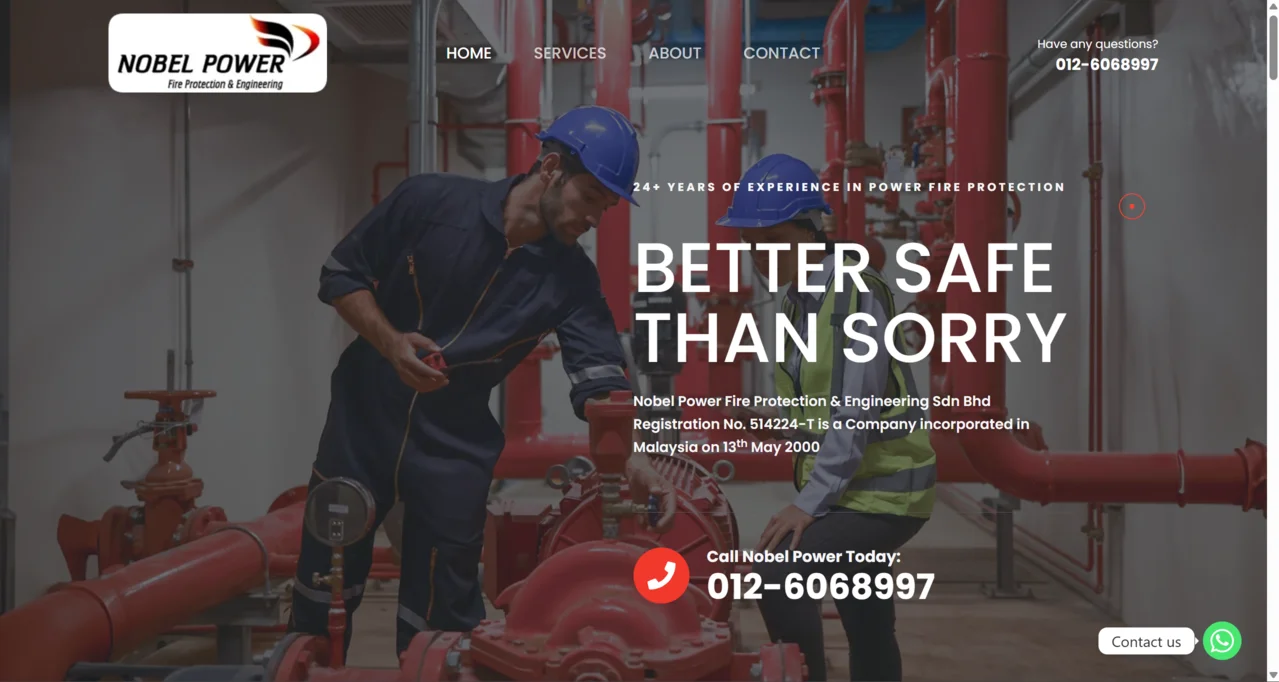 NOBEL POWER
Fire Protection & Engineering
HOME
SERVICES
ABOUT
CONTACT
Have any questions?
012-6068997
24+ YEARS OF EXPERIENCE IN POWER FIRE PROTECTION
BETTER SAFE
THAN SORRY
Nobel Power Fire Protection & Engineering Sdn Bhd
Registration No. 514224-T is a Company incorporated in
Malaysia on 13th May 2000
Call Nobel Power Today:
012-6068997
Contact us